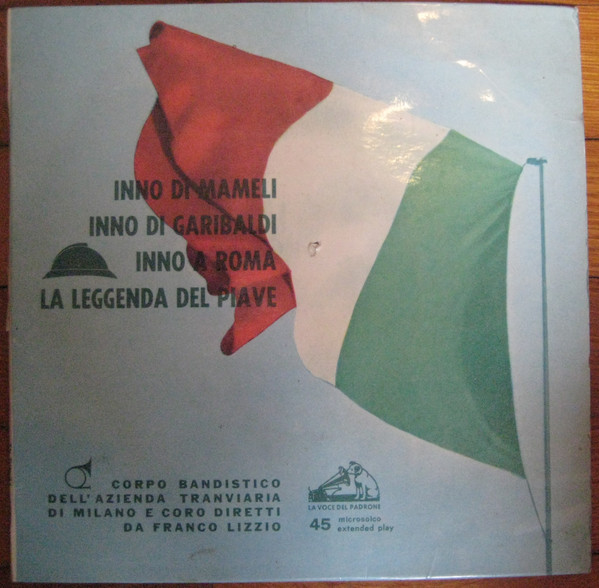 INNO DI MAMELI
INNO DI GARIBALDI
INNO A ROMA
LA LEGGENDA DEL PIAVE
CORPO BANDISTICO
DELL'AZIENDA TRANVIARIA
DI MILANO E CORO DIRETTI
DA FRANCO LIZZIO
LA VOCE DEL PADRONE
45 microsolco
extended play